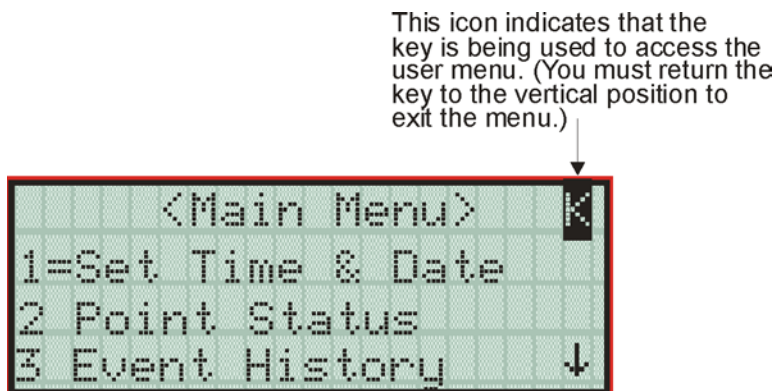 This icon indicates that the
key is being used to access the
user menu. (You must return the
key to the vertical position to
exit the menu.)
<Main Menu> K
1=Set Time & Date
2 Point Status
3 Event History ↓